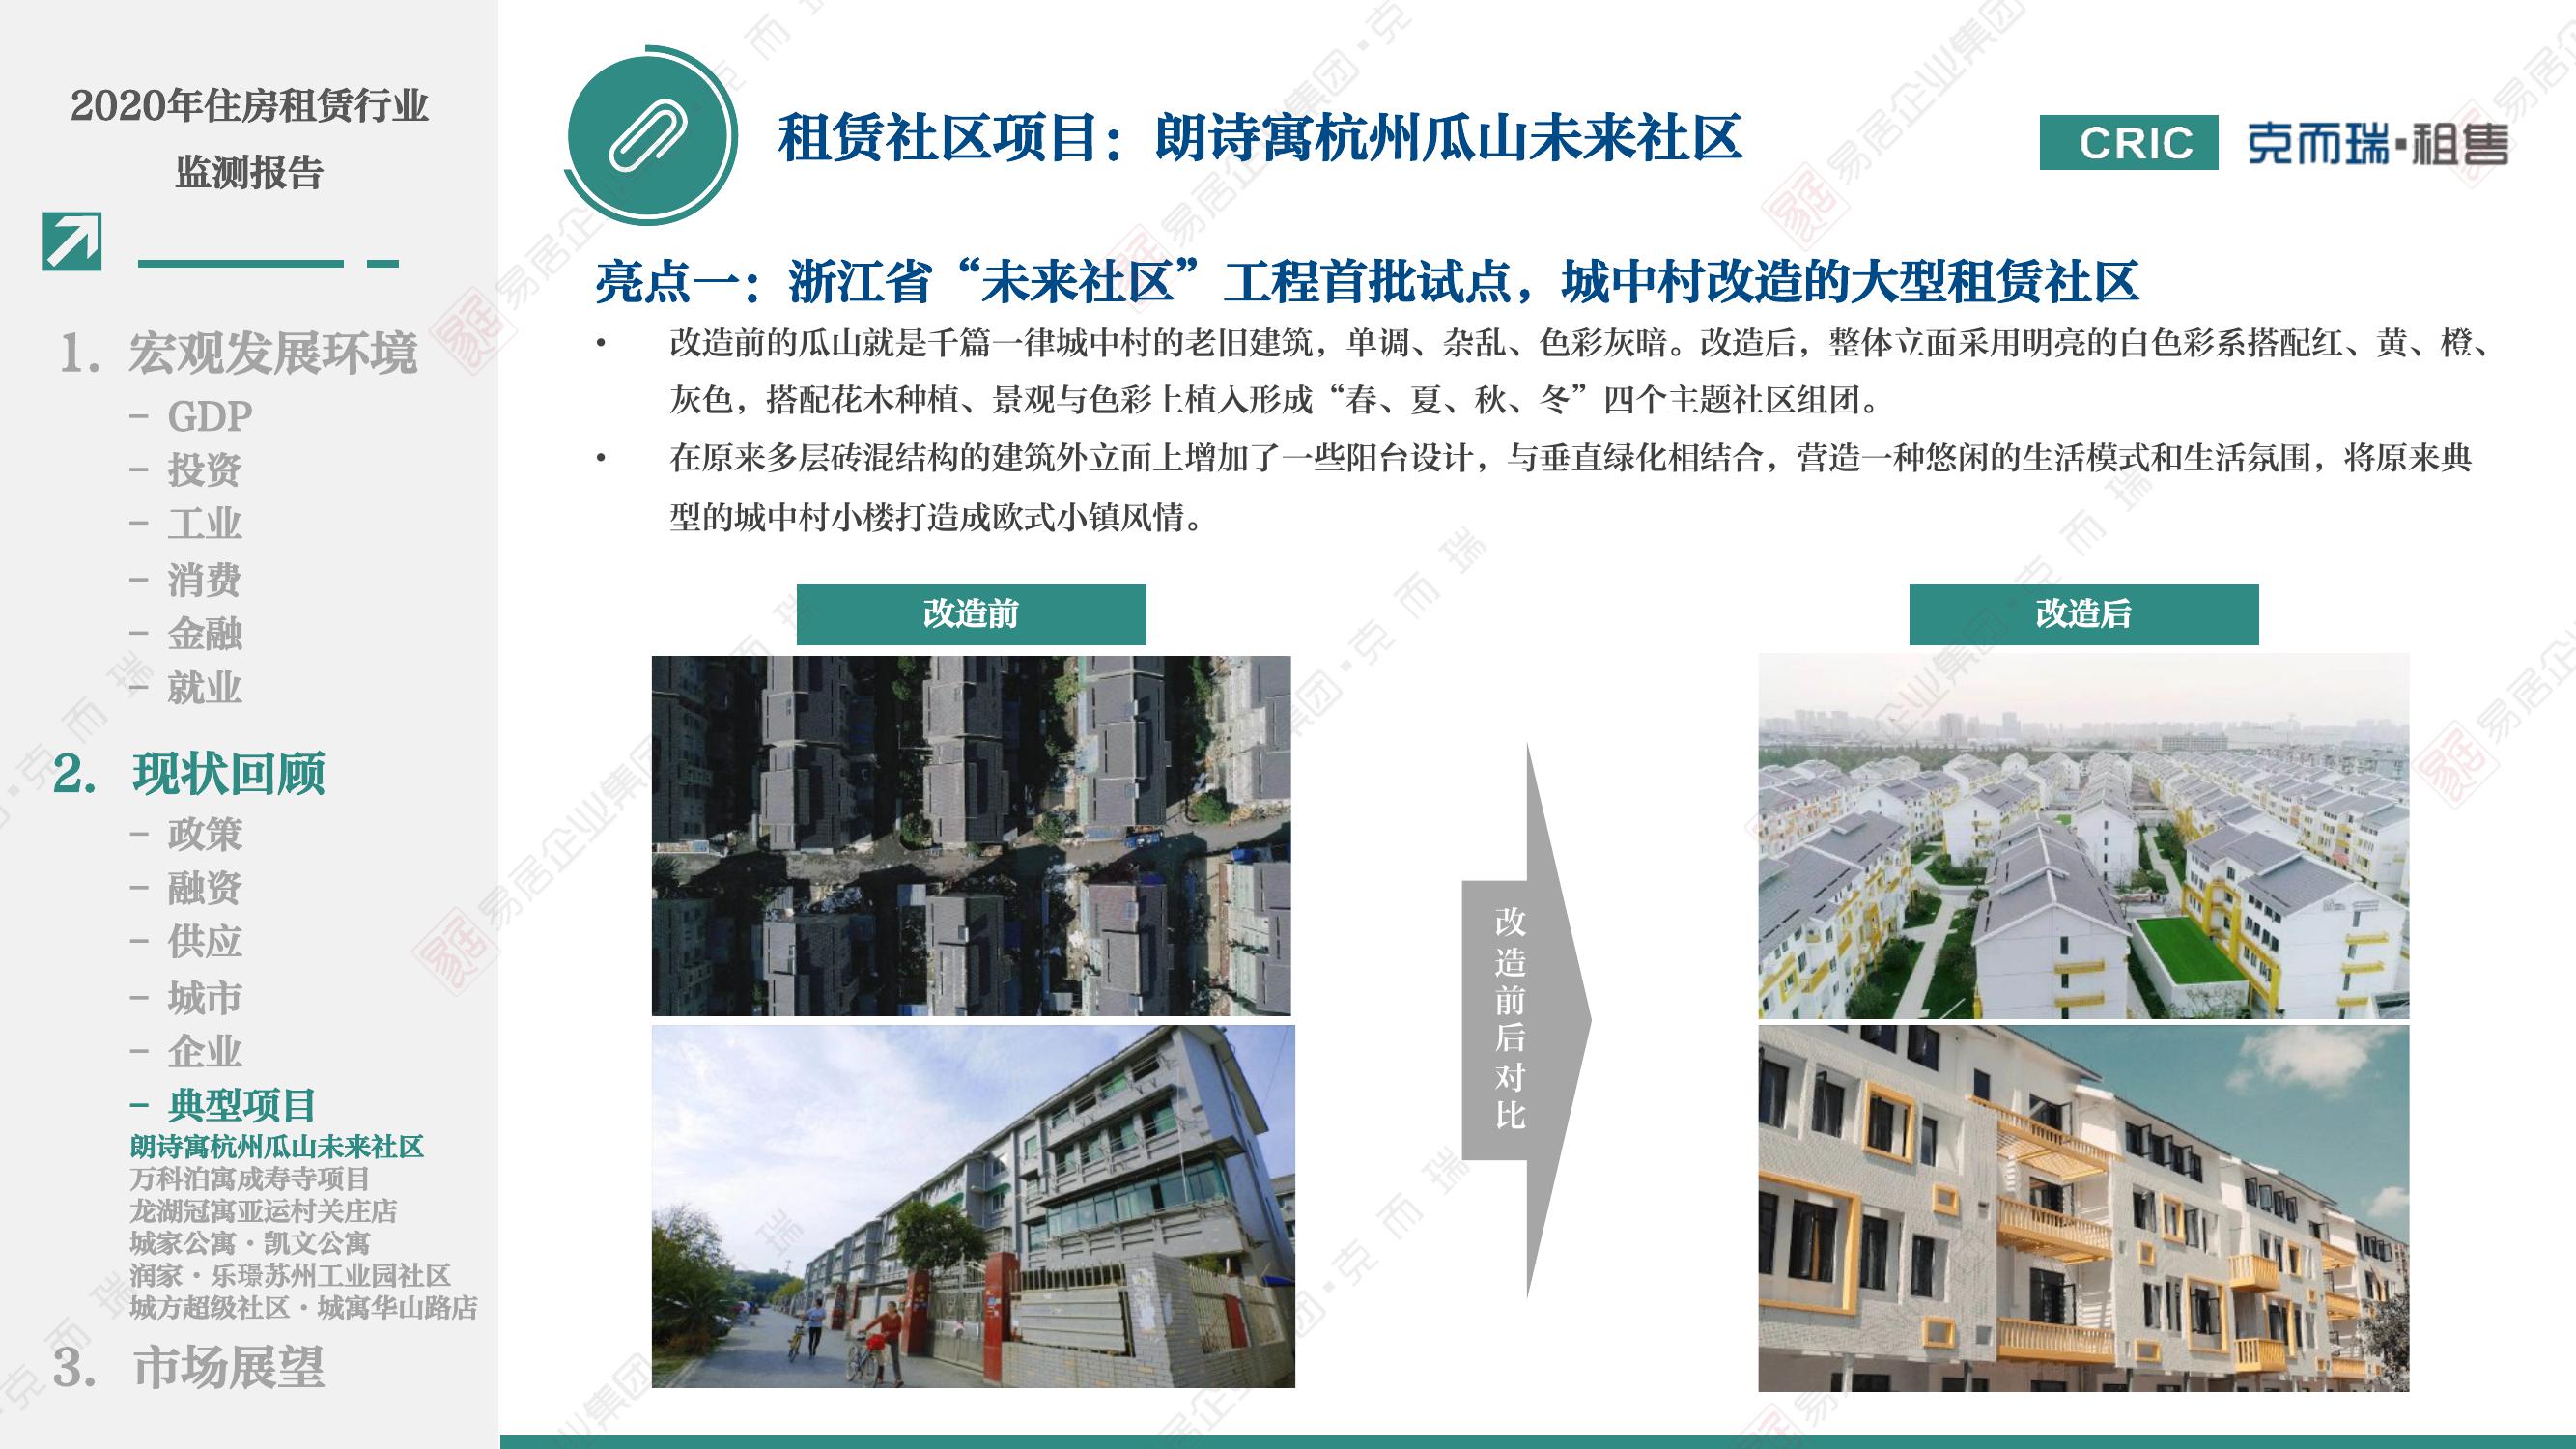 2020年住房租赁行业
监测报告
1. 宏观发展环境
– GDP
– 投资
– 工业
– 消费
– 金融
– 就业
2. 现状回顾
– 政策
– 融资
– 供应
– 城市
– 企业
– 典型项目
朗诗寓杭州瓜山未来社区
万科泊寓成寿寺项目
龙湖冠寓亚运村关庄店
城家公寓·凯文公寓
润家·乐璟苏州工业园社区
城方超级社区·城寓华山路店
3. 市场展望
租赁社区项目：朗诗寓杭州瓜山未来社区
CRIC 克而瑞·租售
亮点一：浙江省“未来社区”工程首批试点，城中村改造的大型租赁社区
• 改造前的瓜山就是千篇一律城中村的老旧建筑，单调、杂乱、色彩灰暗。改造后，整体立面采用明亮的白色彩系搭配红、黄、橙、
灰色，搭配花木种植、景观与色彩上植入形成“春、夏、秋、冬”四个主题社区组团。
• 在原来多层砖混结构的建筑外立面上增加了一些阳台设计，与垂直绿化相结合，营造一种悠闲的生活模式和生活氛围，将原来典
型的城中村小楼打造成欧式小镇风情。
改造前
改造后
改造前后对比
易居企业集团·克而瑞